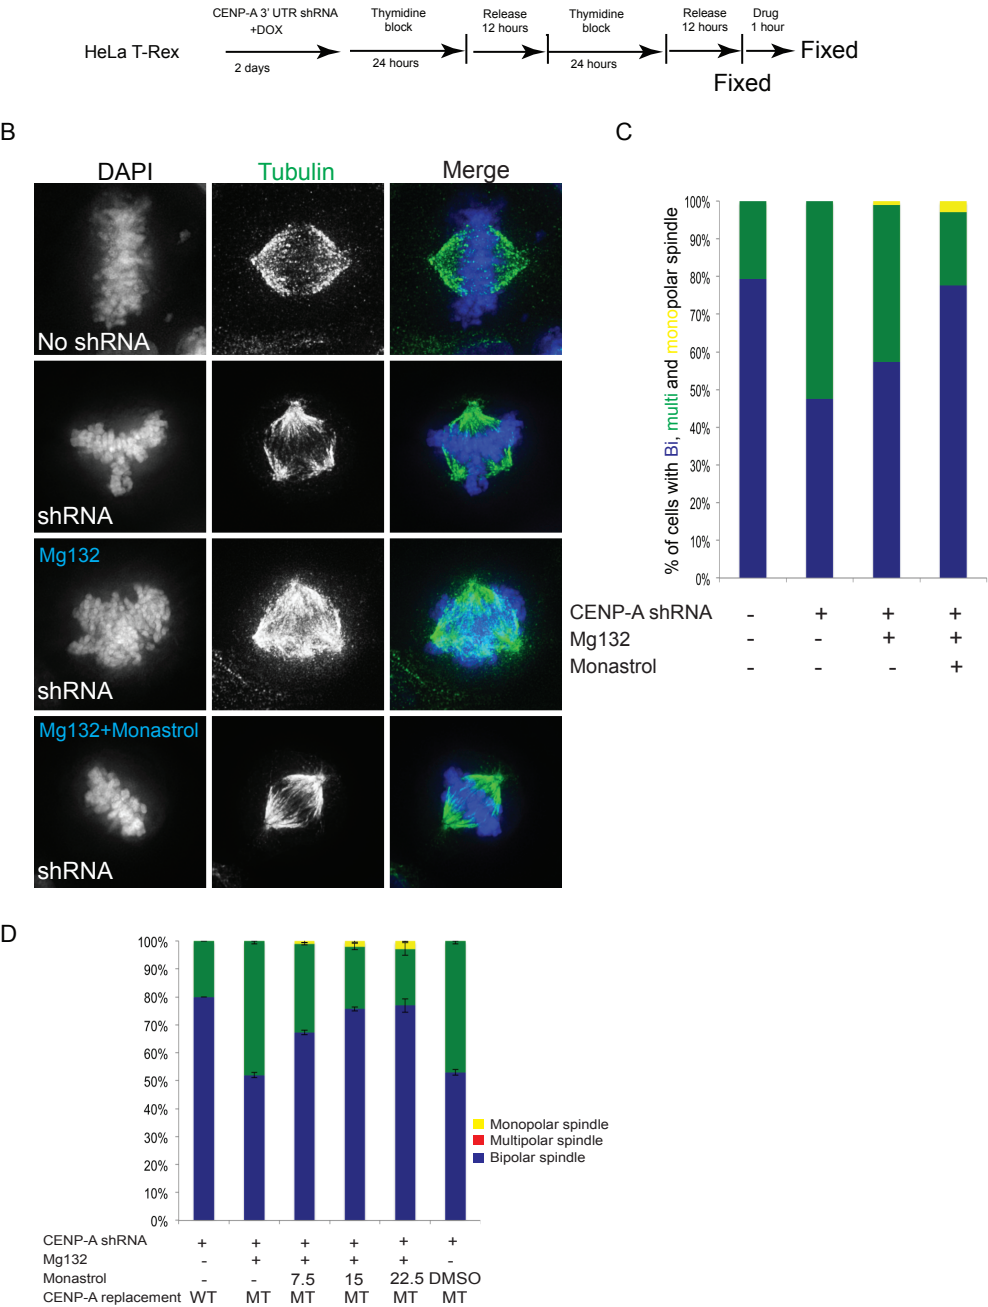 CENP-A 3' UTR shRNA
+DOX
2 days
HeLa T-Rex
Thymidine
block
24 hours
Release
12 hours
Thymidine
block
24 hours
Release
12 hours
Drug
1 hour
Fixed
Fixed
B
DAPI Tubulin Merge
No shRNA
shRNA
Mg132
shRNA
Mg132+Monastrol
shRNA
C
% of cells with Bi, multi and monopolar spindle
100%
90%
80%
70%
60%
50%
40%
30%
20%
10%
0%
CENP-A shRNA - + + +
Mg132 - - + +
Monastrol - - - +
D
100%
90%
80%
70%
60%
50%
40%
30%
20%
10%
0%
Monopolar spindle
Multipolar spindle
Bipolar spindle
CENP-A shRNA + + + + + +
Mg132 - + + + + -
Monastrol - - 7.5 15 22.5 DMSO
CENP-A replacement WT MT MT MT MT MT